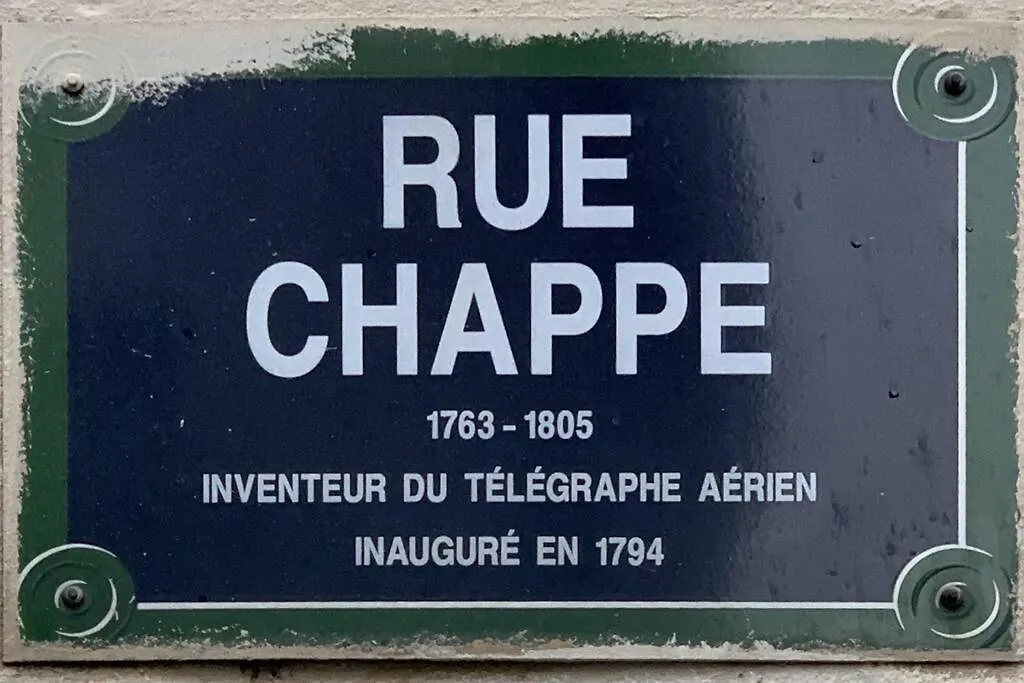 RUE
CHAPPE
1763 - 1805
INVENTEUR DU TÉLÉGRAPHE AÉRIEN
INAUGURÉ EN 1794